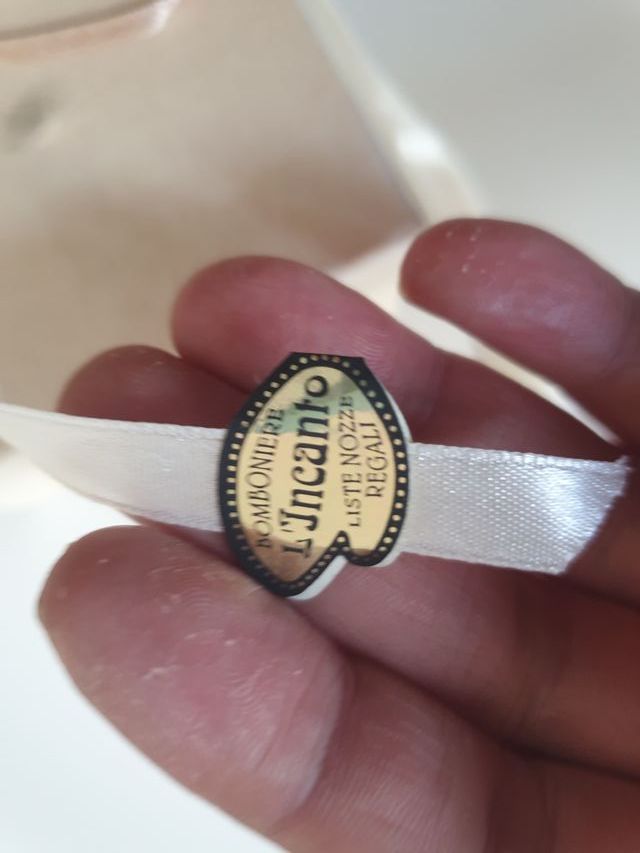 BOMBONIERE
L'Incanto
LISTE NOZZE
REGALI